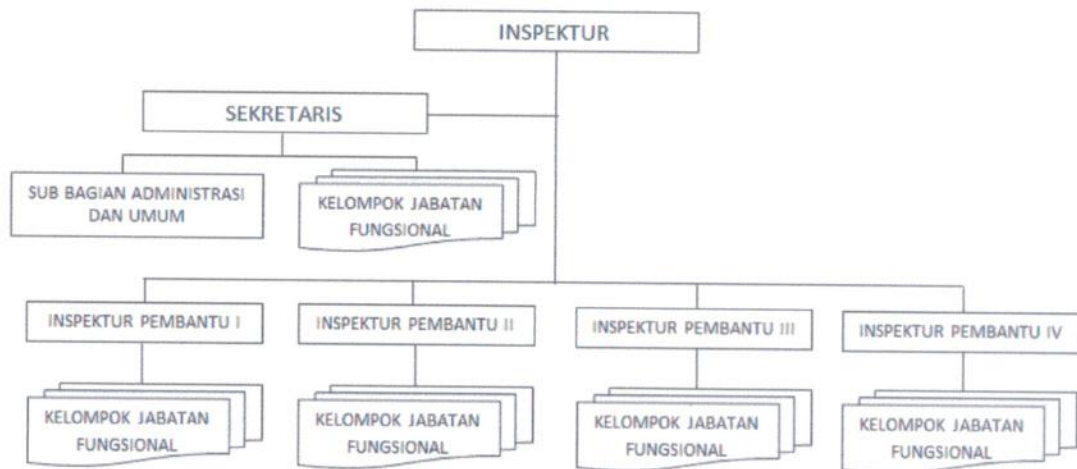 INSPEKTUR
SEKRETARIS
SUB BAGIAN ADMINISTRASI
DAN UMUM
KELOMPOK JABATAN
FUNGSIONAL
INSPEKTUR PEMBANTU I
INSPEKTUR PEMBANTU II
INSPEKTUR PEMBANTU III
INSPEKTUR PEMBANTU IV
KELOMPOK JABATAN
FUNGSIONAL
KELOMPOK JABATAN
FUNGSIONAL
KELOMPOK JABATAN
FUNGSIONAL
KELOMPOK JABATAN
FUNGSIONAL